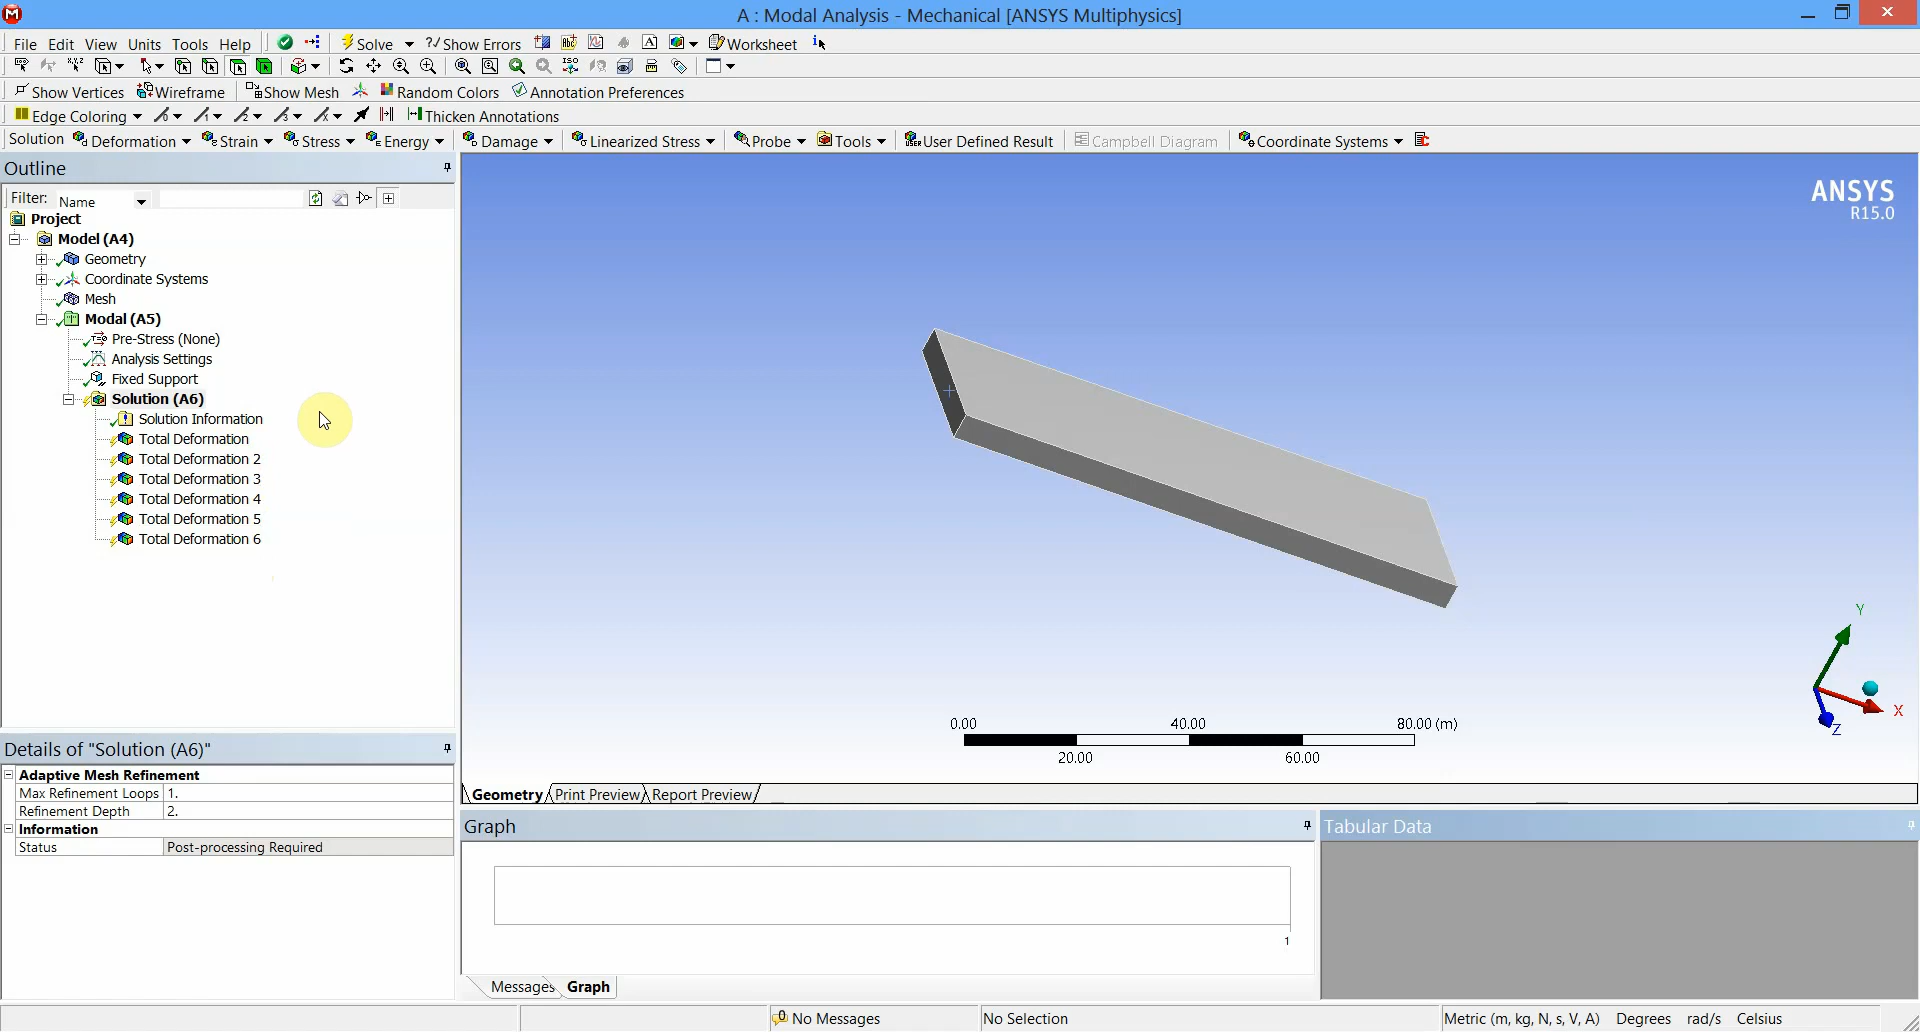 A : Modal Analysis - Mechanical [ANSYS Multiphysics]
File Edit View Units Tools Help Solve ?/Show Errors Worksheet
Show Vertices Wireframe Show Mesh Random Colors Annotation Preferences
Edge Coloring Thicken Annotations
Solution Deformation Strain Stress Energy Damage Linearized Stress Probe Tools User Defined Result Campbell Diagram Coordinate Systems
Outline
Filter: Name
Project
Model (A4)
Geometry
Coordinate Systems
Mesh
Modal (A5)
Pre-Stress (None)
Analysis Settings
Fixed Support
Solution (A6)
Solution Information
Total Deformation
Total Deformation 2
Total Deformation 3
Total Deformation 4
Total Deformation 5
Total Deformation 6
Details of "Solution (A6)"
Adaptive Mesh Refinement
Max Refinement Loops 1.
Refinement Depth 2.
Information
Status Post-processing Required
ANSYS
R15.0
Y
X
Z
0.00 40.00 80.00 (m)
20.00 60.00
Geometry Print Preview Report Preview
Graph
1
Messages Graph
Tabular Data
No Messages No Selection Metric (m, kg, N, s, V, A) Degrees rad/s Celsius